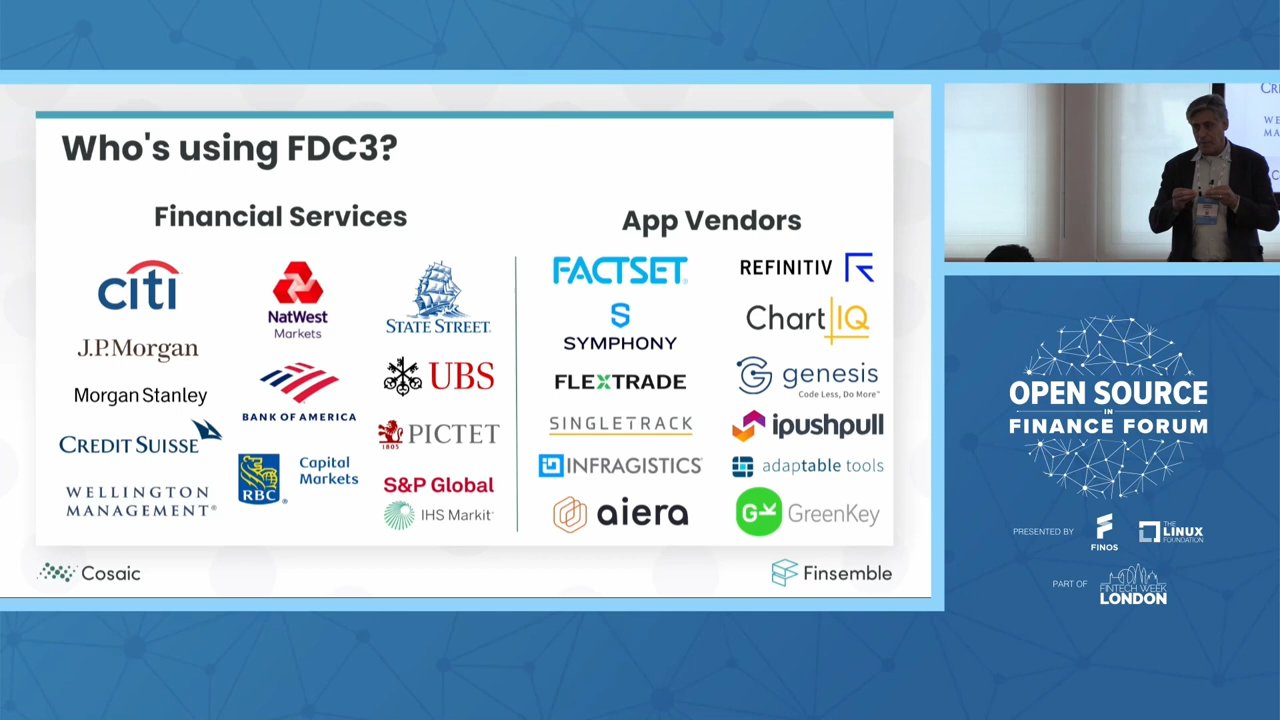 Who's using FDC3?
Financial Services
citi
J.P.Morgan
Morgan Stanley
CREDIT SUISSE
WELLINGTON
MANAGEMENT®
NatWest
Markets
BANK OF AMERICA
RBC
®
Capital
Markets
STATE STREET.
UBS
1805
PICTET
S&P Global
IHS Markit
App Vendors
FACTSET
SYMPHONY
FLEXTRADE
SINGLETRACK
INFRAGISTICS
aiera
REFINITIV
ChartIQ
genesis
Code Less, Do More™
ipushpull
adaptable tools
GK GreenKey
Cosaic
Finsemble
OPEN SOURCE
IN
FINANCE FORUM
PRESENTED BY
FINOS
THE
LINUX
FOUNDATION
PART OF
FINTECH WEEK
LONDON